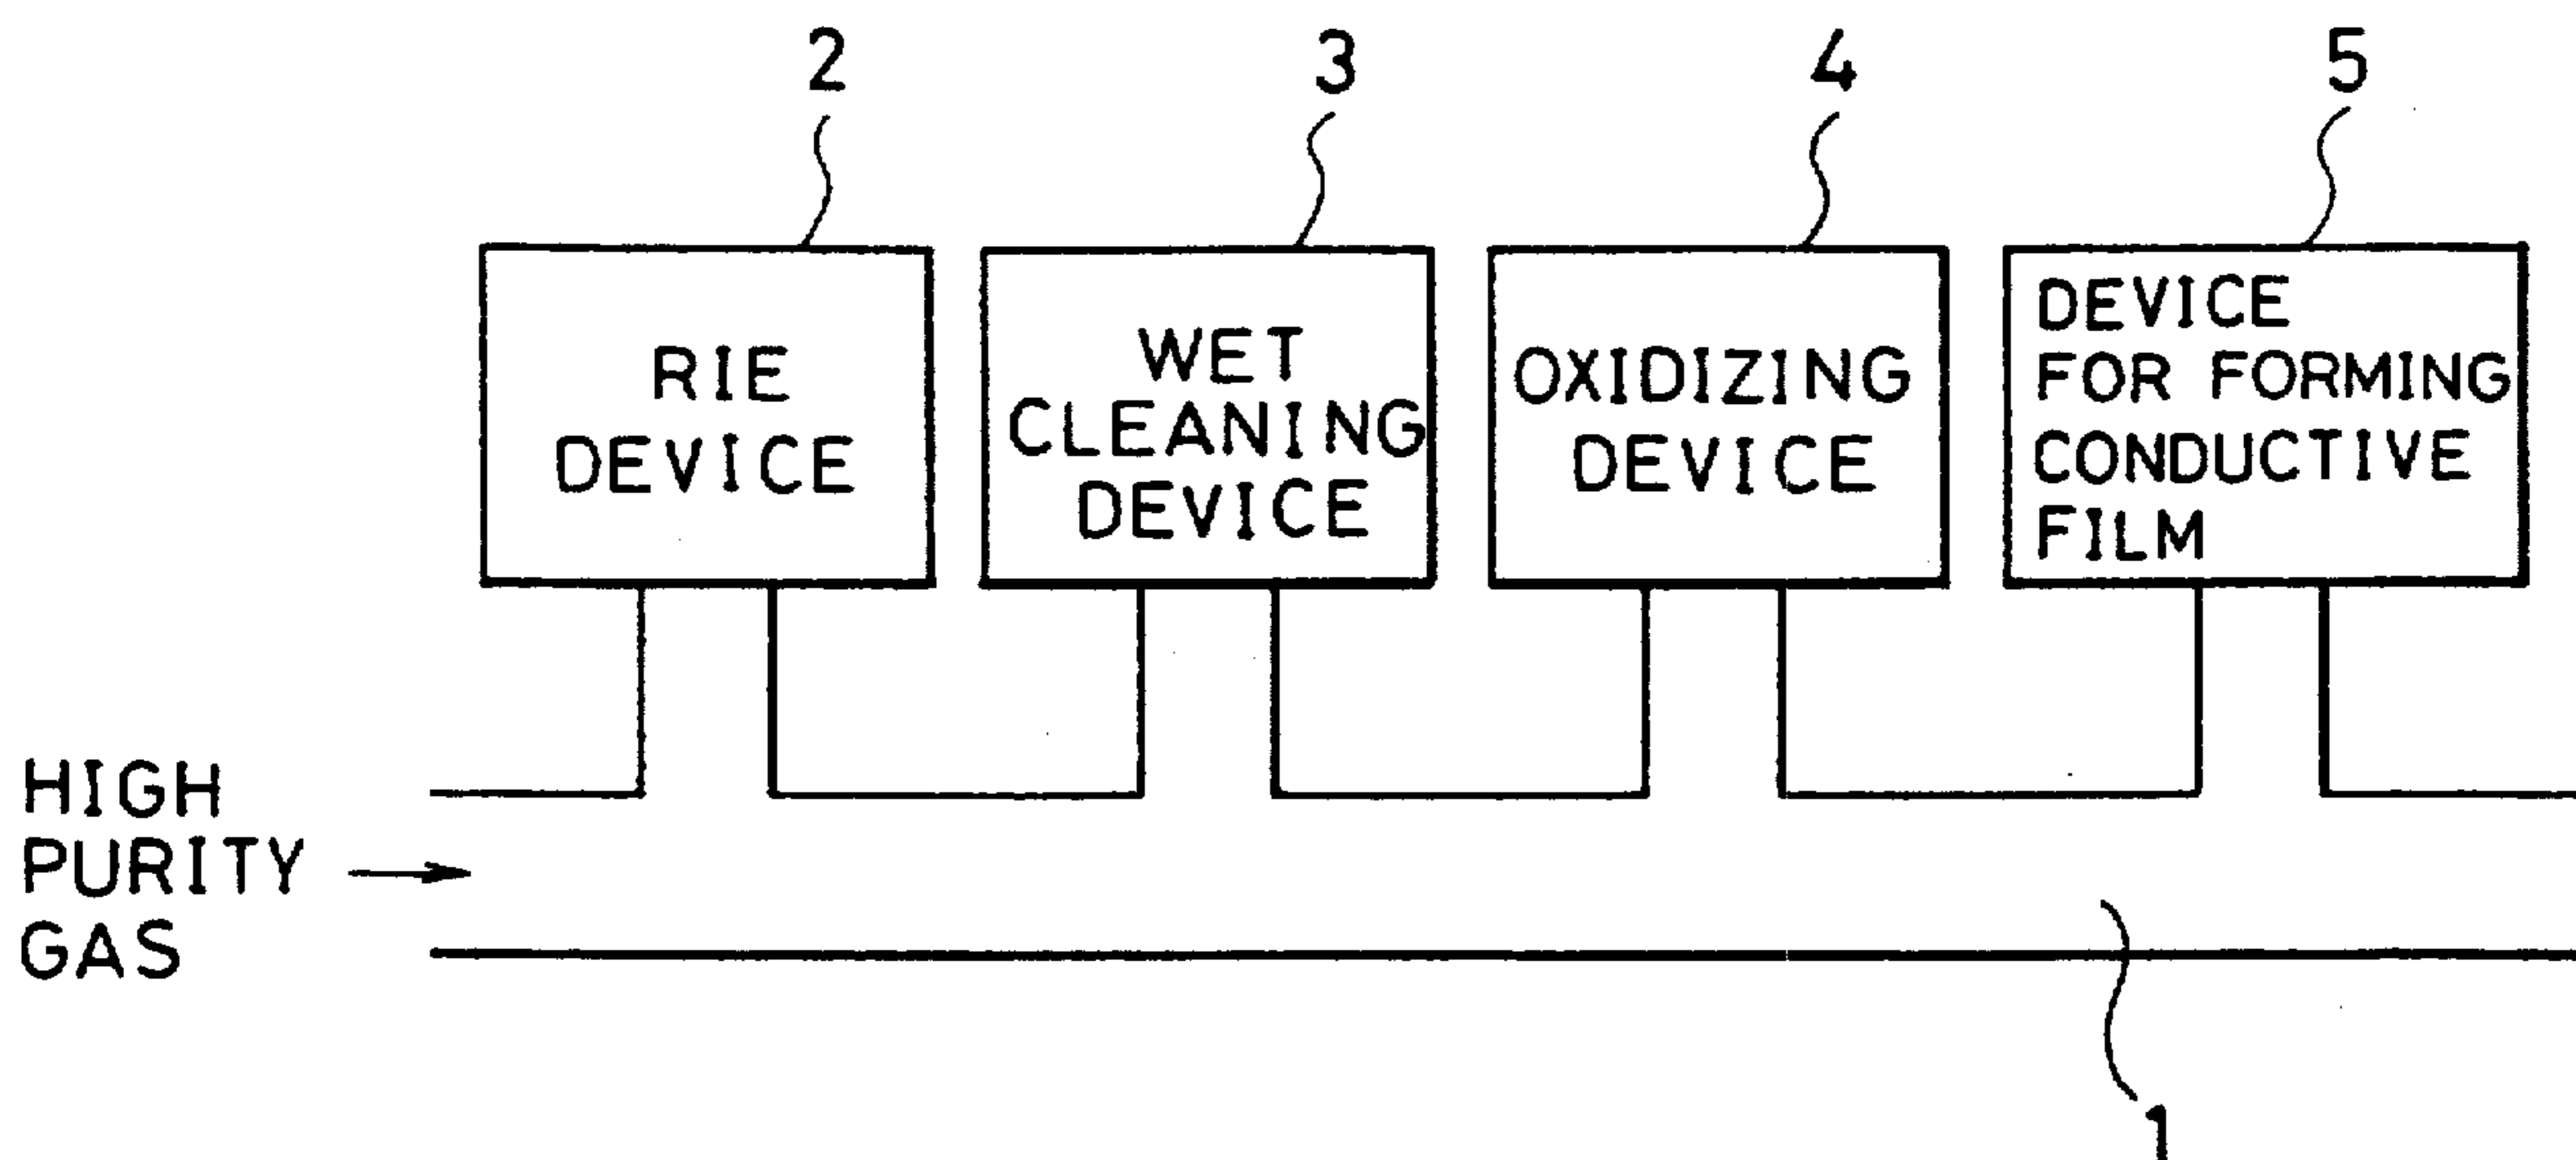 2
3
4
5
RIE
DEVICE
WET
CLEANING
DEVICE
OXIDIZING
DEVICE
DEVICE
FOR FORMING
CONDUCTIVE
FILM
HIGH
PURITY
GAS
1